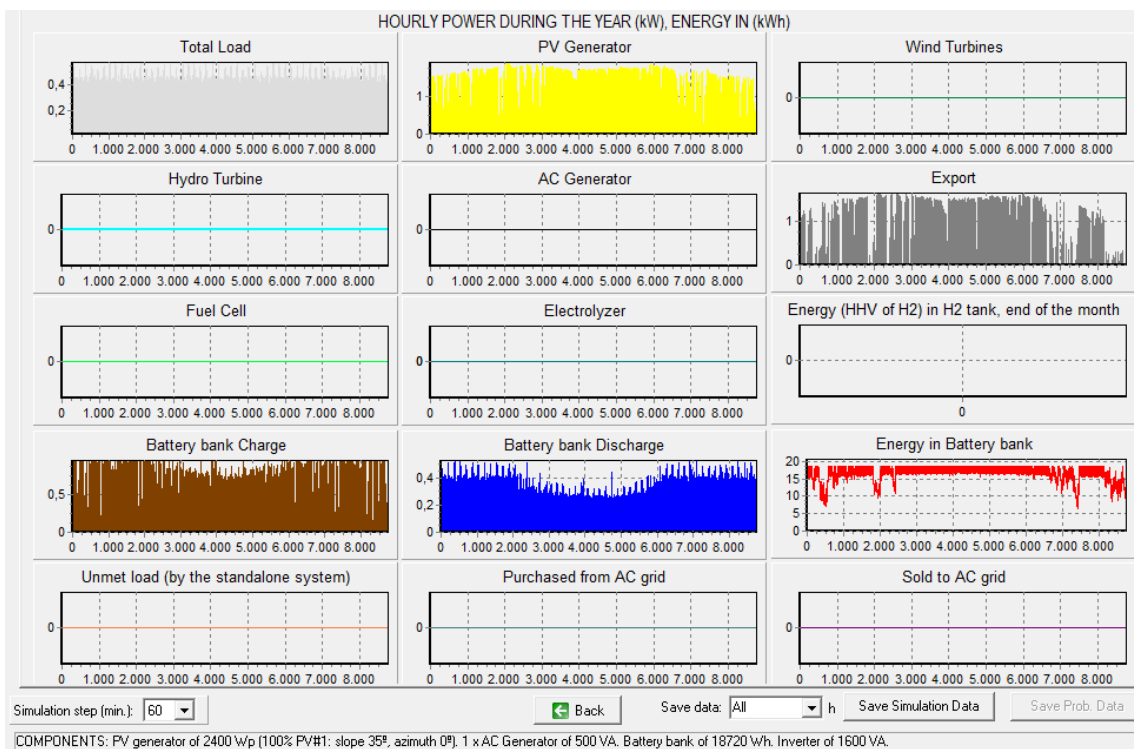 HOURLY POWER DURING THE YEAR (kW), ENERGY IN (kWh)
Total Load
0,4
0,2
0 1.000 2.000 3.000 4.000 5.000 6.000 7.000 8.000
PV Generator
1
0
0 1.000 2.000 3.000 4.000 5.000 6.000 7.000 8.000
Wind Turbines
0
0 1.000 2.000 3.000 4.000 5.000 6.000 7.000 8.000
Hydro Turbine
0
0 1.000 2.000 3.000 4.000 5.000 6.000 7.000 8.000
AC Generator
0
0 1.000 2.000 3.000 4.000 5.000 6.000 7.000 8.000
Export
1
0
0 1.000 2.000 3.000 4.000 5.000 6.000 7.000 8.000
Fuel Cell
0
0 1.000 2.000 3.000 4.000 5.000 6.000 7.000 8.000
Electrolyzer
0
0 1.000 2.000 3.000 4.000 5.000 6.000 7.000 8.000
Energy (HHV of H2) in H2 tank, end of the month
0
0
Battery bank Charge
0,5
0
0 1.000 2.000 3.000 4.000 5.000 6.000 7.000 8.000
Battery bank Discharge
0,4
0,2
0
0 1.000 2.000 3.000 4.000 5.000 6.000 7.000 8.000
Energy in Battery bank
20
15
10
5
0
0 1.000 2.000 3.000 4.000 5.000 6.000 7.000 8.000
Unmet load (by the standalone system)
0
0 1.000 2.000 3.000 4.000 5.000 6.000 7.000 8.000
Purchased from AC grid
0
0 1.000 2.000 3.000 4.000 5.000 6.000 7.000 8.000
Sold to AC grid
0
0 1.000 2.000 3.000 4.000 5.000 6.000 7.000 8.000
Simulation step (min.): 60 Back Save data: All h Save Simulation Data Save Prob. Data
COMPONENTS: PV generator of 2400 Wp (100% PV#1: slope 35º, azimuth 0º). 1 x AC Generator of 500 VA. Battery bank of 18720 Wh. Inverter of 1600 VA.